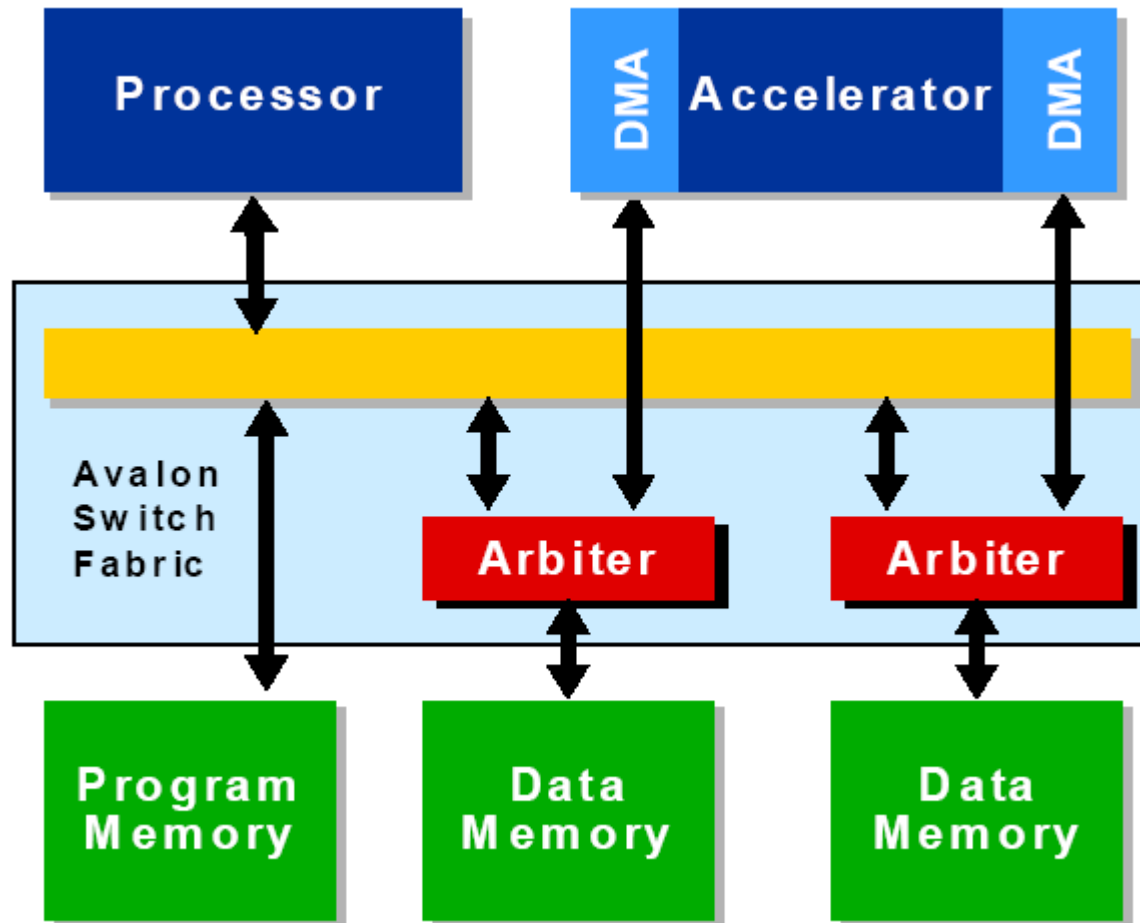 Processor
DMA
Accelerator
DMA
Avalon
Switch
Fabric
Arbiter
Arbiter
Program
Memory
Data
Memory
Data
Memory